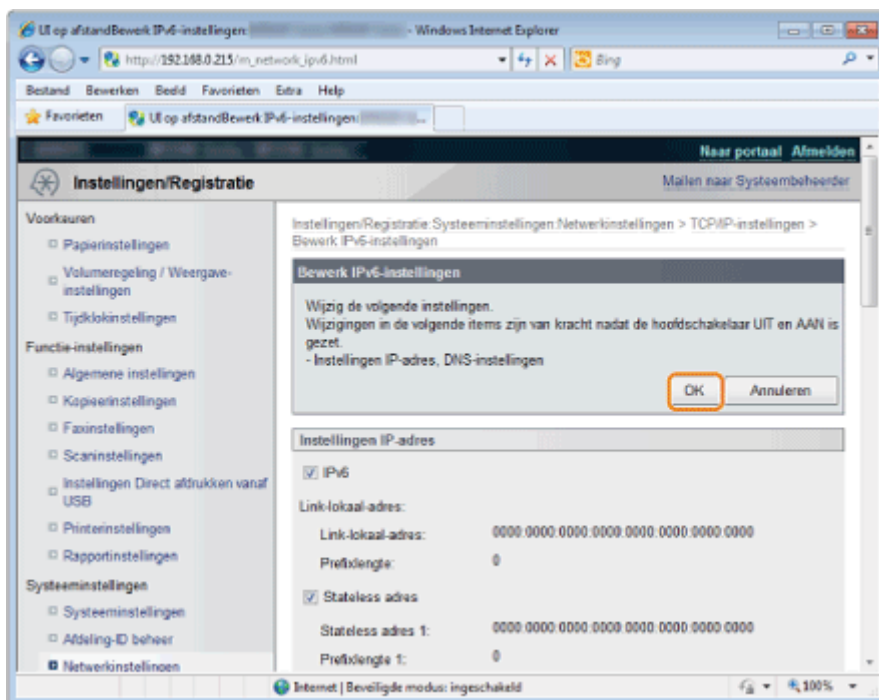 UI op afstandBewerk IPv6-instellingen: - Windows Internet Explorer
http://192.168.0.215/m_network_ipv6.html
Bing
Bestand Bewerken Beeld Favorieten Extra Help
Favorieten UI op afstandBewerk IPv6-instellingen: ...
Naar portaal Afmelden
Instellingen/Registratie
Mailen naar Systeembeheerder
Voorkauren
Papierinstellingen
Volumeregeling / Weergave-
instellingen
Tijdklokinstellingen
Functie-instellingen
Algemene instellingen
Kopieerinstellingen
Faxinstellingen
Scaninstellingen
Instellingen Direct afdrukken vanaf
USB
Printerinstellingen
Rapportinstellingen
Systeeminstellingen
Systeeminstellingen
Afdeling-ID beheer
Netwerkinstellingen
Instellingen/Registratie:Systeeminstellingen:Netwerkinstellingen > TCP/IP-instellingen >
Bewerk IPv6-instellingen
Bewerk IPv6-instellingen
Wijzig de volgende instellingen.
Wijzigingen in de volgende items zijn van kracht nadat de hoofdschakelaar UIT en AAN is
gezet.
- Instellingen IP-adres, DNS-instellingen
OK Annuleren
Instellingen IP-adres
IPv6
Link-lokaal-adres:
Link-lokaal-adres: 0000:0000:0000:0000:0000:0000:0000:0000
Prefixlengte: 0
Stateless adres
Stateless adres 1: 0000:0000:0000:0000:0000:0000:0000:0000
Prefixlengte 1: 0
Internet | Beveiligde modus: ingeschakeld 100%